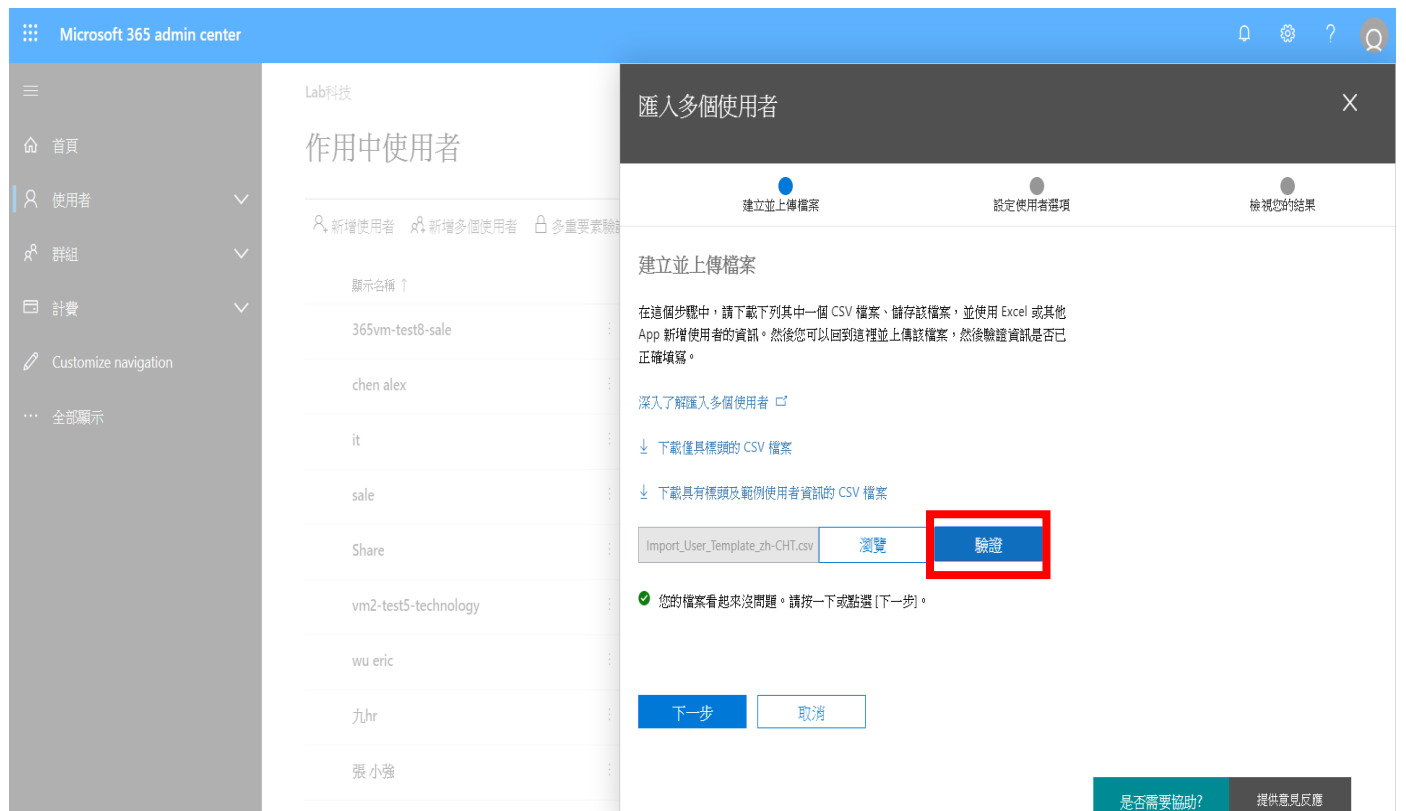 Microsoft 365 admin center
首頁
使用者
群組
計費
Customize navigation
全部顯示
Lab科技
作用中使用者
新增使用者 新增多個使用者 多重要素驗證
顯示名稱 ↑
365vm-test8-sale
chen alex
it
sale
Share
vm2-test5-technology
wu eric
九hr
張 小強
匯入多個使用者
X
建立並上傳檔案 設定使用者選項 檢視您的結果
建立並上傳檔案
在這個步驟中,請下載下列其中一個 CSV 檔案、儲存該檔案,並使用 Excel 或其他
App 新增使用者的資訊。然後您可以回到這裡並上傳該檔案,然後驗證資訊是否已
正確填寫。
深入了解匯入多個使用者
下載僅具標頭的 CSV 檔案
下載具有標頭及範例使用者資訊的 CSV 檔案
Import_User_Template_zh-CHT.csv 瀏覽 驗證
您的檔案看起來沒問題。請按一下或點選 [下一步]。
下一步 取消
是否需要協助? 提供意見反應